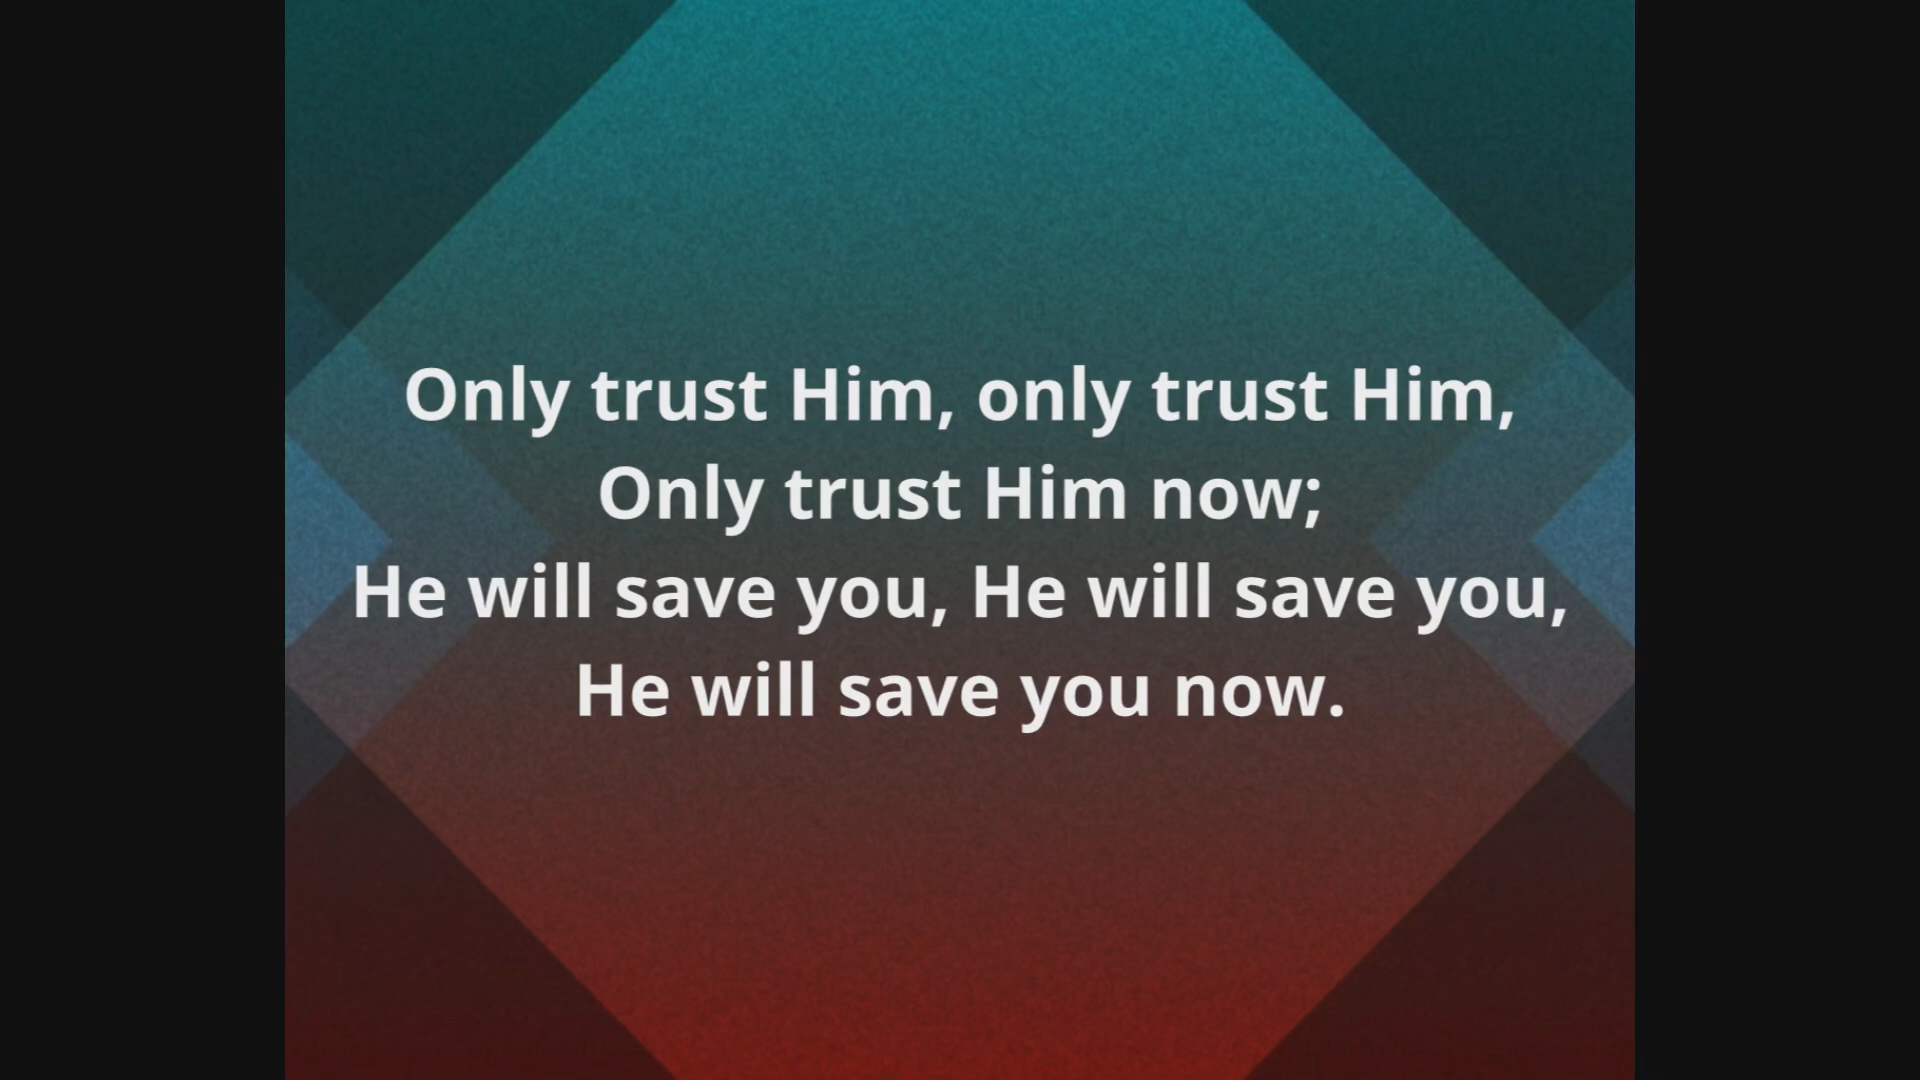 Only trust Him, only trust Him,
Only trust Him now;
He will save you, He will save you,
He will save you now.